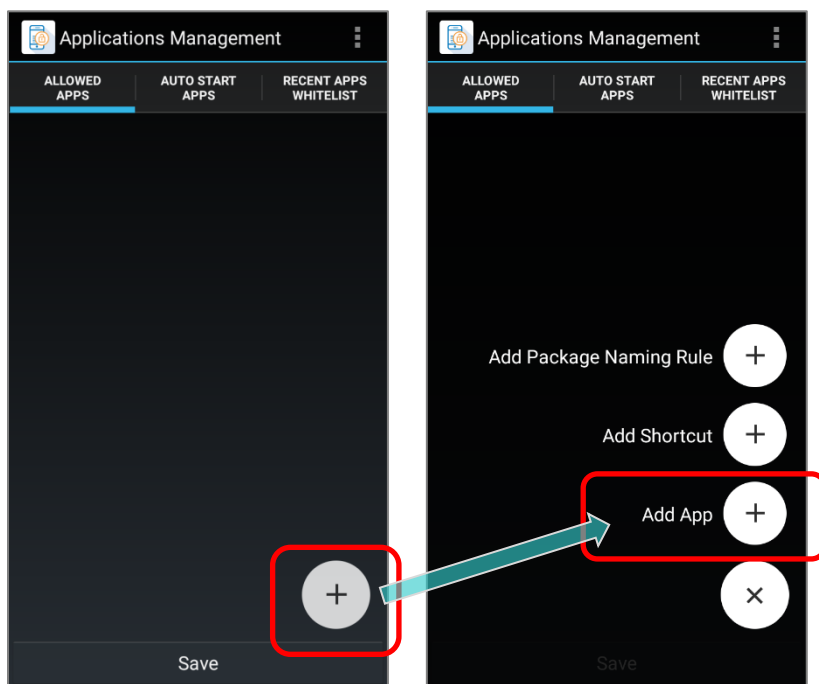 Applications Management
ALLOWED
APPS
AUTO START
APPS
RECENT APPS
WHITELIST
+
Save
Applications Management
ALLOWED
APPS
AUTO START
APPS
RECENT APPS
WHITELIST
Add Package Naming Rule +
Add Shortcut +
Add App +
×
Save